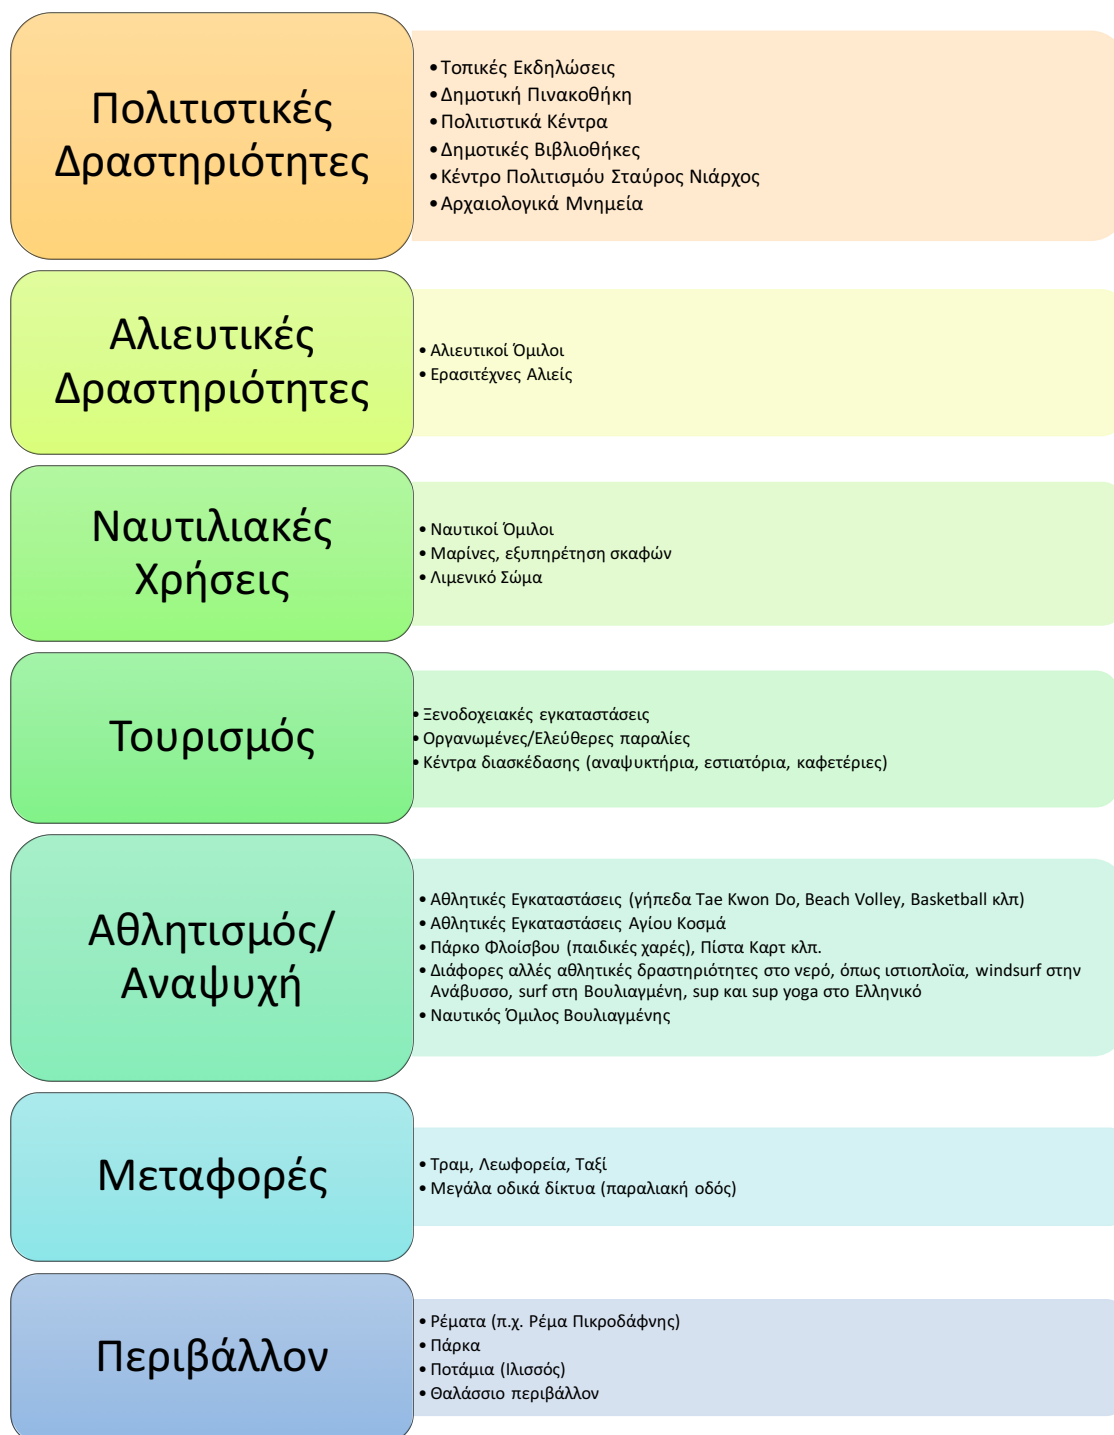 Πολιτιστικές
Δραστηριότητες
• Τοπικές Εκδηλώσεις
• Δημοτική Πινακοθήκη
• Πολιτιστικά Κέντρα
• Δημοτικές Βιβλιοθήκες
• Κέντρο Πολιτισμόυ Σταύρος Νιάρχος
• Αρχαιολογικά Μνημεία
Αλιευτικές
Δραστηριότητες
• Αλιευτικοί Όμιλοι
• Ερασιτέχνες Αλιείς
Ναυτιλιακές
Χρήσεις
• Ναυτικοί Όμιλοι
• Μαρίνες, εξυπηρέτηση σκαφών
• Λιμενικό Σώμα
Τουρισμός
• Ξενοδοχειακές εγκαταστάσεις
• Οργανωμένες/Ελεύθερες παραλίες
• Κέντρα διασκέδασης (αναψυκτήρια, εστιατόρια, καφετέριες)
Αθλητισμός/
Αναψυχή
• Αθλητικές Εγκαταστάσεις (γήπεδα Tae Kwon Do, Beach Volley, Basketball κλπ)
• Αθλητικές Εγκαταστάσεις Αγίου Κοσμά
• Πάρκο Φλοίσβου (παιδικές χαρές), Πίστα Καρτ κλπ.
• Διάφορες αλλές αθλητικές δραστηριότητες στο νερό, όπως ιστιοπλοϊα, windsurf στην
Ανάβυσσο, surf στη Βουλιαγμένη, sup και sup yoga στο Ελληνικό
• Ναυτικός Όμιλος Βουλιαγμένης
Μεταφορές
• Τραμ, Λεωφορεία, Ταξί
• Μεγάλα οδικά δίκτυα (παραλιακή οδός)
Περιβάλλον
• Ρέματα (π.χ. Ρέμα Πικροδάφνης)
• Πάρκα
• Ποτάμια (Ιλισσός)
• Θαλάσσιο περιβάλλον